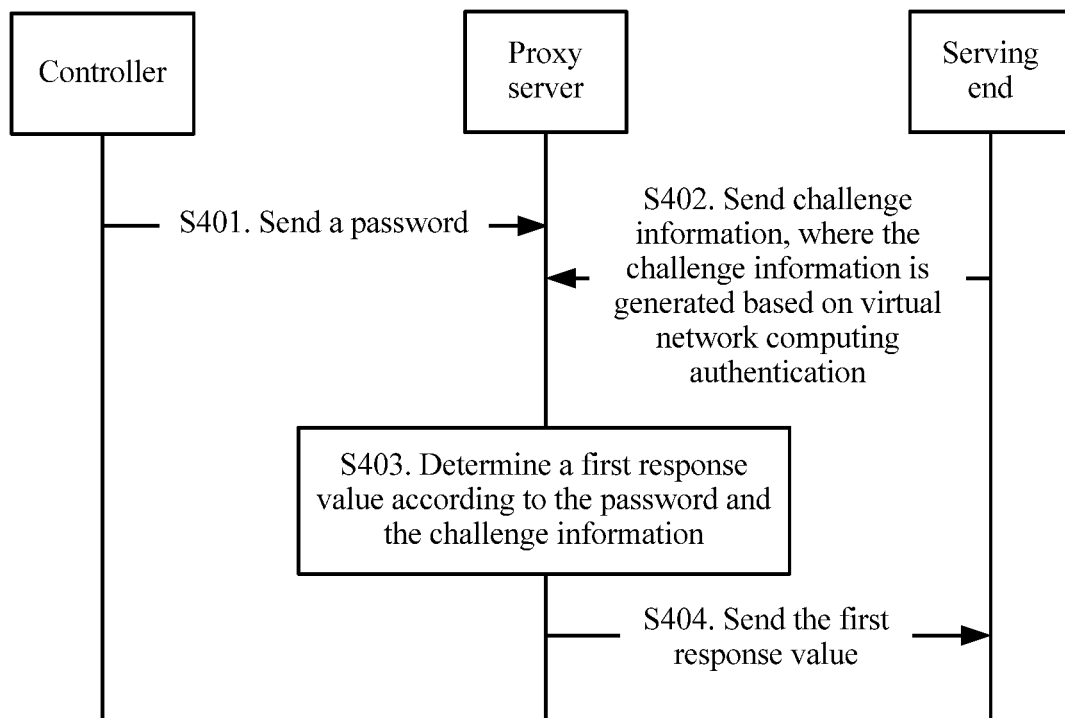 Controller
Proxy
server
Serving
end
S401. Send a password
S402. Send challenge
information, where the
challenge information is
generated based on virtual
network computing
authentication
S403. Determine a first response
value according to the password and
the challenge information
S404. Send the first
response value